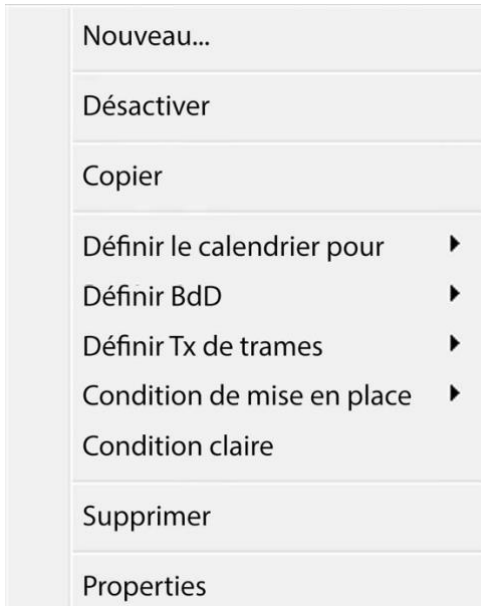 Nouveau...
Désactiver
Copier
Définir le calendrier pour
Définir BdD
Définir Tx de trames
Condition de mise en place
Condition claire
Supprimer
Properties